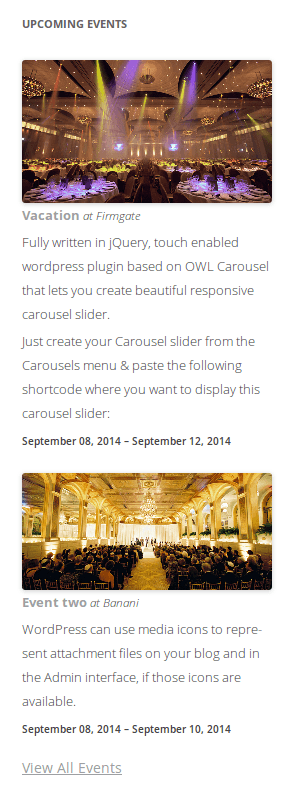 UPCOMING EVENTS
Vacation at Firmgate
Fully written in jQuery, touch enabled
wordpress plugin based on OWL Carousel
that lets you create beautiful responsive
carousel slider.
Just create your Carousel slider from the
Carousels menu & paste the following
shortcode where you want to display this
carousel slider:
September 08, 2014 – September 12, 2014
Event two at Banani
WordPress can use media icons to repre-
sent attachment files on your blog and in
the Admin interface, if those icons are
available.
September 08, 2014 – September 10, 2014
View All Events